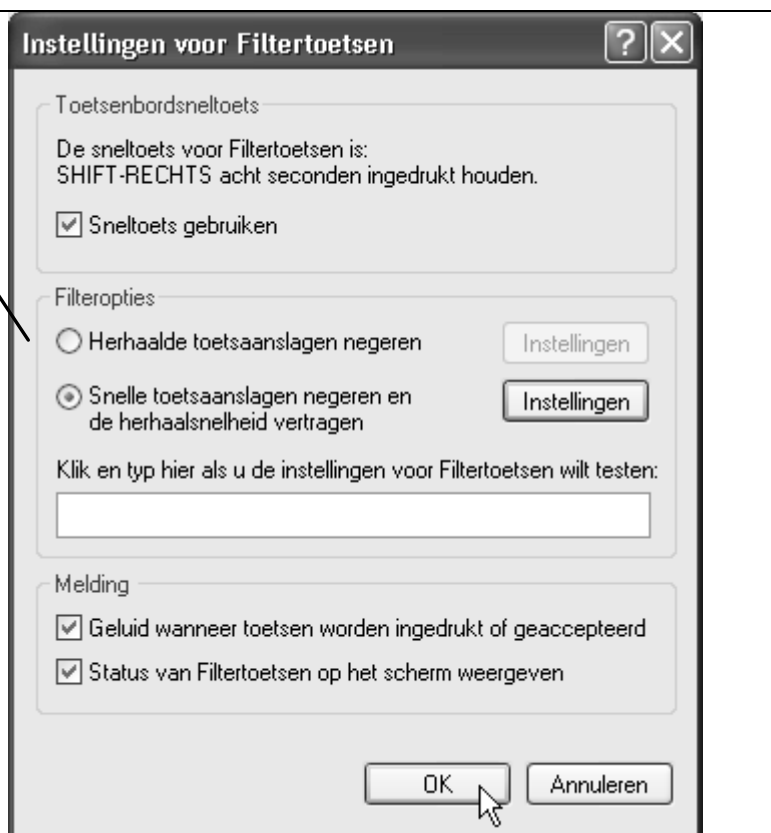 Instellingen voor Filtertoetsen
Toetsenbordsneltoets
De sneltoets voor Filtertoetsen is:
SHIFT-RECHTS acht seconden ingedrukt houden.
Sneltoets gebruiken
Filteropties
Herhaalde toetsaanslagen negeren
Instellingen
Snelle toetsaanslagen negeren en
de herhaalsnelheid vertragen
Instellingen
Klik en typ hier als u de instellingen voor Filtertoetsen wilt testen:
Melding
Geluid wanneer toetsen worden ingedrukt of geaccepteerd
Status van Filtertoetsen op het scherm weergeven
OK
Annuleren